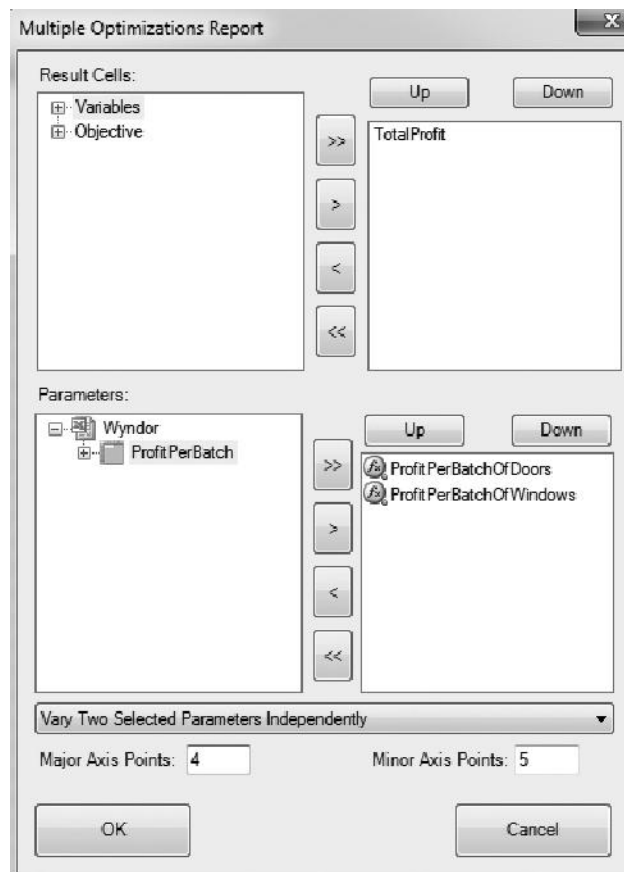 Multiple Optimizations Report
X
Result Cells:
Up
Down
Variables
Objective
TotalProfit
>>
>
<
<<
Parameters:
Up
Down
Wyndor
ProfitPerBatch
ProfitPerBatchOfDoors
ProfitPerBatchOfWindows
>>
>
<
<<
Vary Two Selected Parameters Independently
Major Axis Points: 4
Minor Axis Points: 5
OK
Cancel